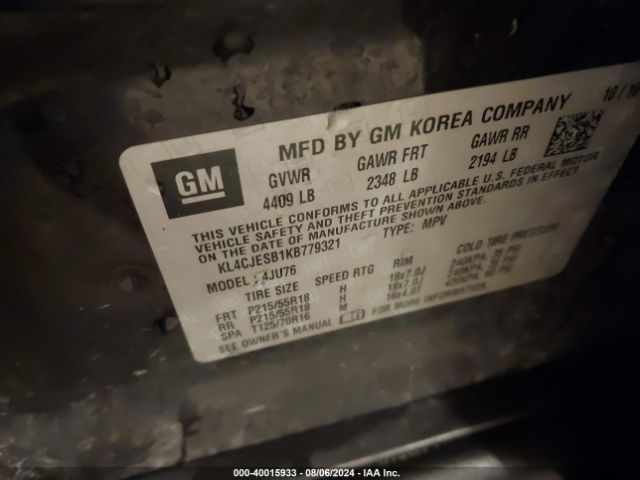 10 / 18
MFD BY GM KOREA COMPANY
GM
GVWR GAWR FRT GAWR RR
4409 LB 2348 LB 2194 LB
THIS VEHICLE CONFORMS TO ALL APPLICABLE U.S. FEDERAL MOTOR
VEHICLE SAFETY AND THEFT PREVENTION STANDARDS IN EFFECT
ON THE DATE OF MANUFACTURE SHOWN ABOVE.
KL4CJESB1KB779321 TYPE: MPV
MODEL: 4JU76
TIRE SIZE SPEED RTG RIM COLD TIRE PRESSURE
FRT P215/55R18 H 18x7.0J 240KPA,
RR P215/55R18 H 18x7.0J 240KPA,
SPA T125/70R16 M 16x4.0T 420KPA,
SEE OWNER'S MANUAL FOR MORE INFORMATION
000-40015933 - 08/06/2024 - IAA Inc.